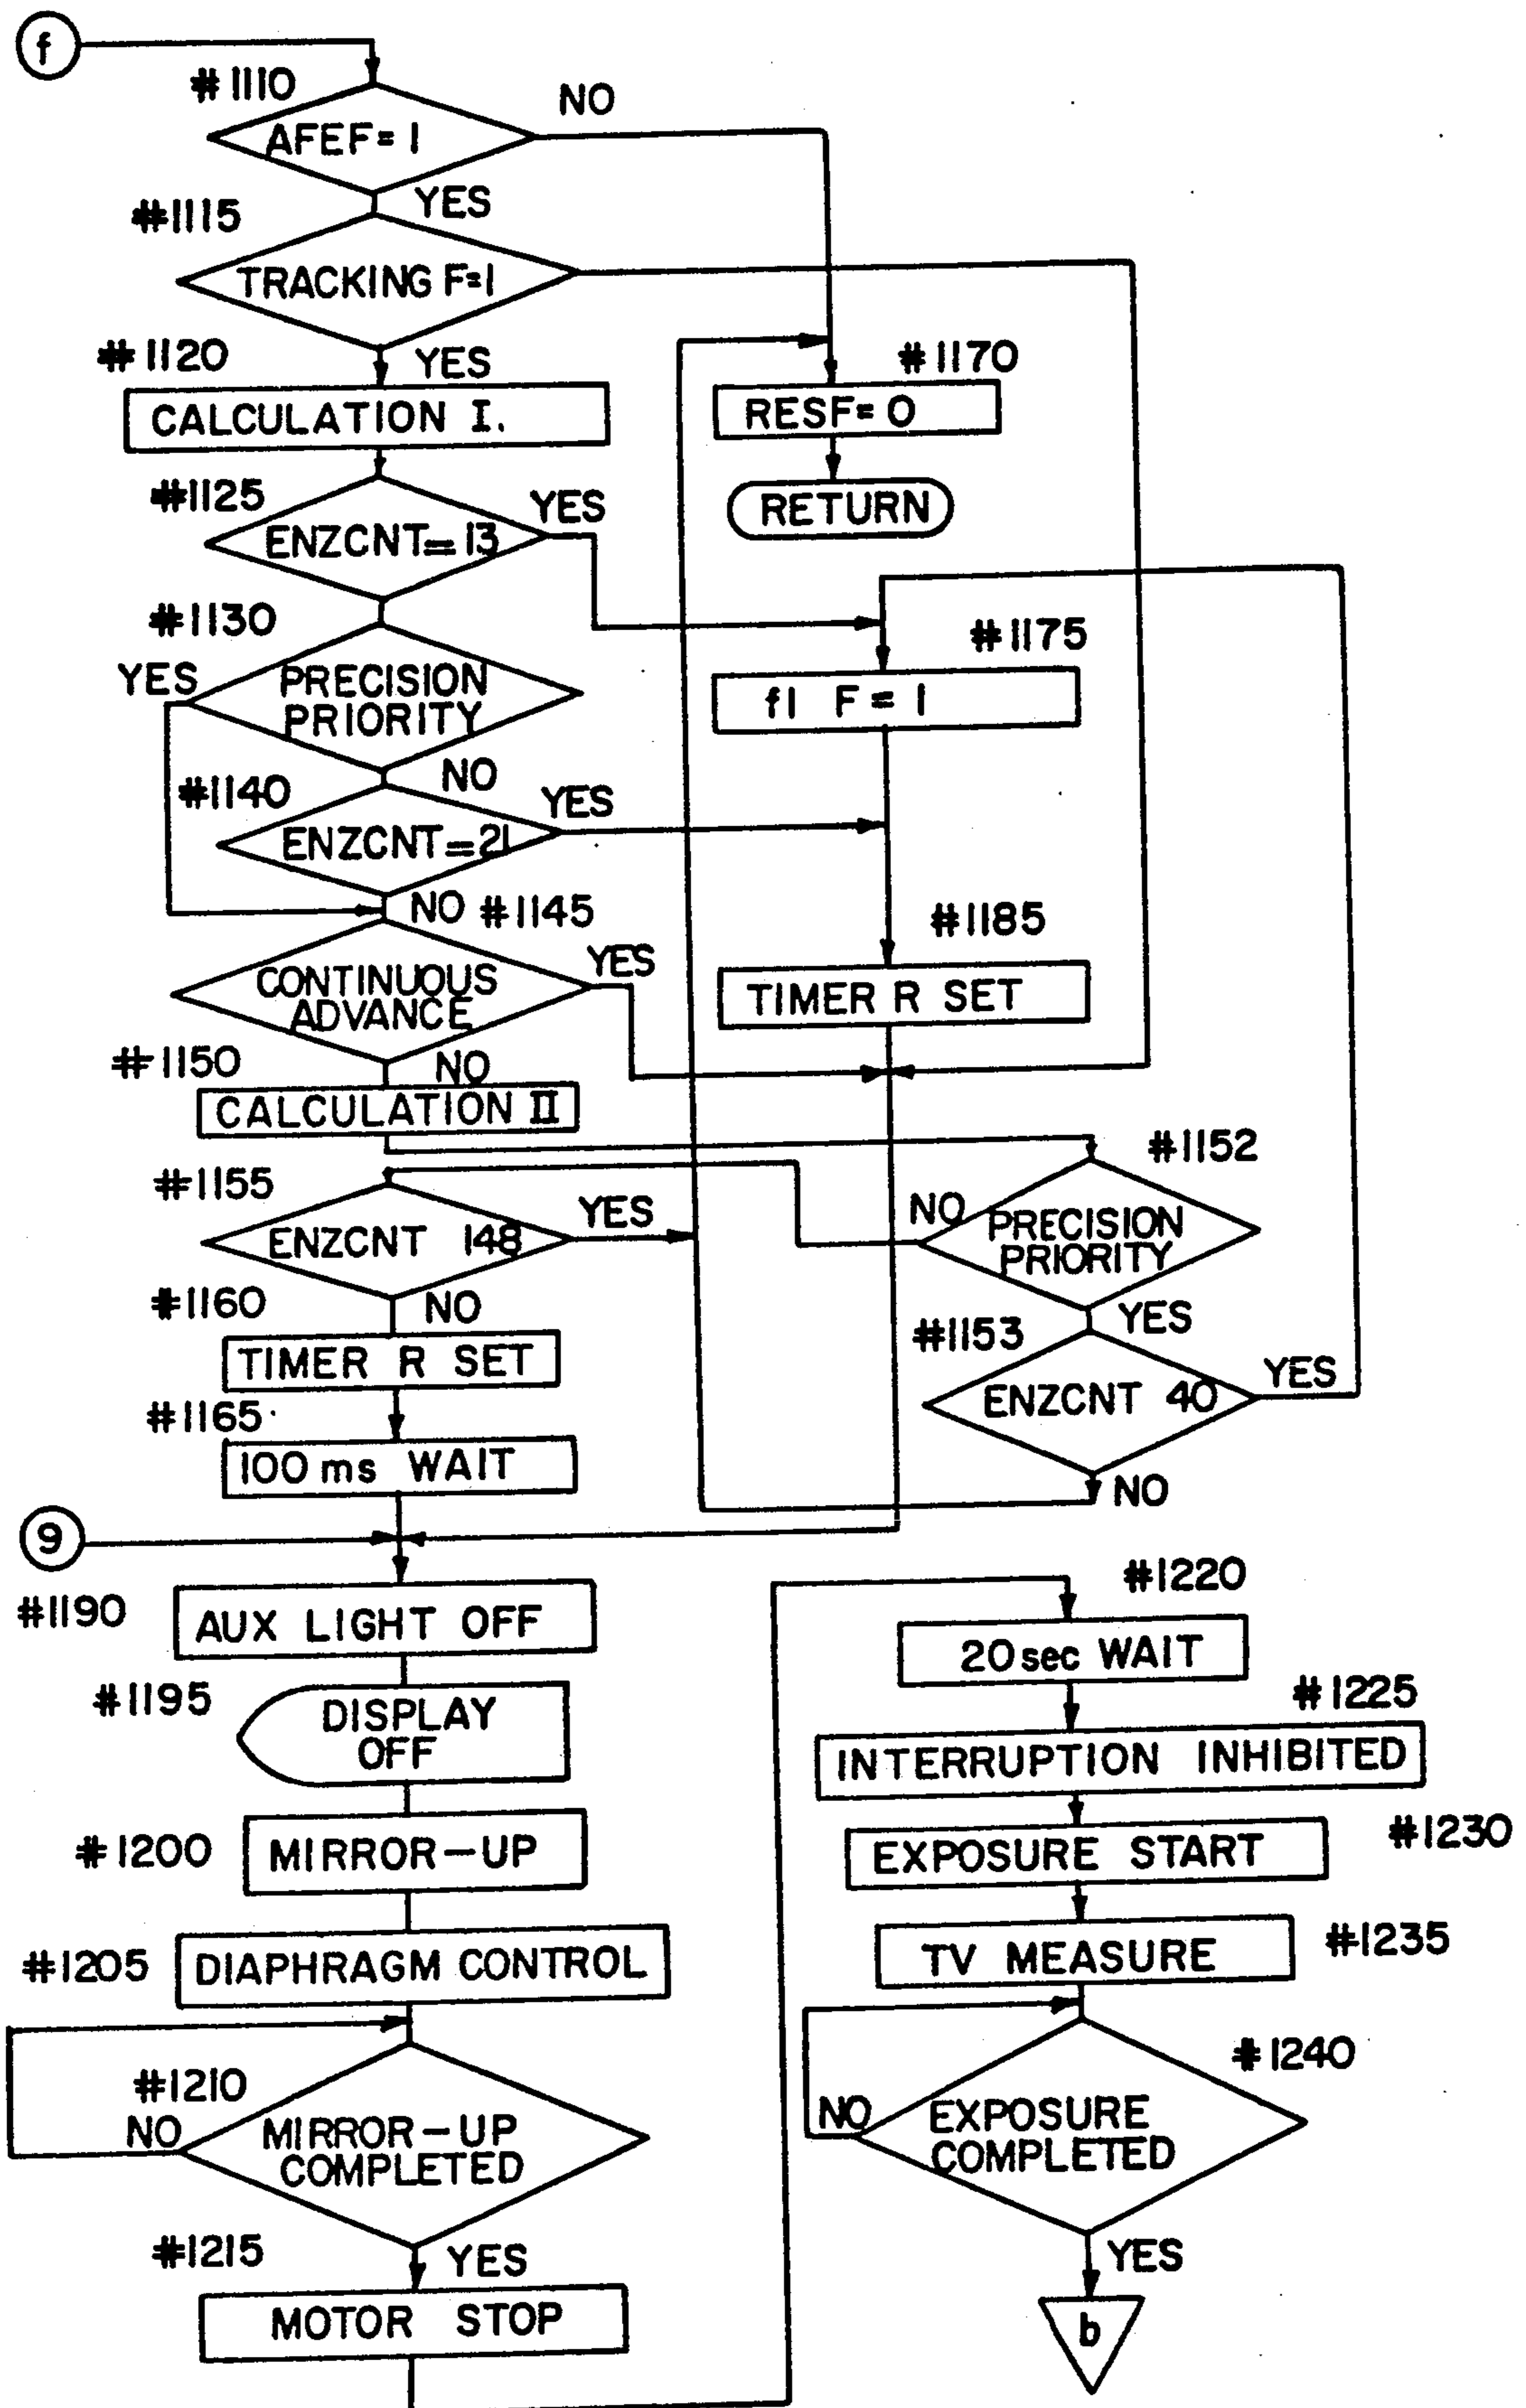 f
#1110
NO
AFEF=1
YES
#1115
TRACKING F=1
#1120
YES
CALCULATION I.
#1170
RESF=0
RETURN
#1125
YES
ENZCNT=13
#1130
YES
PRECISION
PRIORITY
NO
#1175
f1 F=1
#1140
YES
ENZCNT=21
NO
#1145
YES
CONTINUOUS
ADVANCE
NO
#1185
TIMER R SET
#1150
CALCULATION II
#1152
NO
PRECISION
PRIORITY
YES
#1155
YES
ENZCNT 148
NO
#1153
YES
ENZCNT 40
NO
#1160
TIMER R SET
#1165
100ms WAIT
9
#1190
AUX LIGHT OFF
#1195
DISPLAY
OFF
#1200
MIRROR-UP
#1205
DIAPHRAGM CONTROL
#1210
NO
MIRROR-UP
COMPLETED
YES
#1215
MOTOR STOP
#1220
20sec WAIT
#1225
INTERRUPTION INHIBITED
#1230
EXPOSURE START
#1235
TV MEASURE
#1240
NO
EXPOSURE
COMPLETED
YES
b